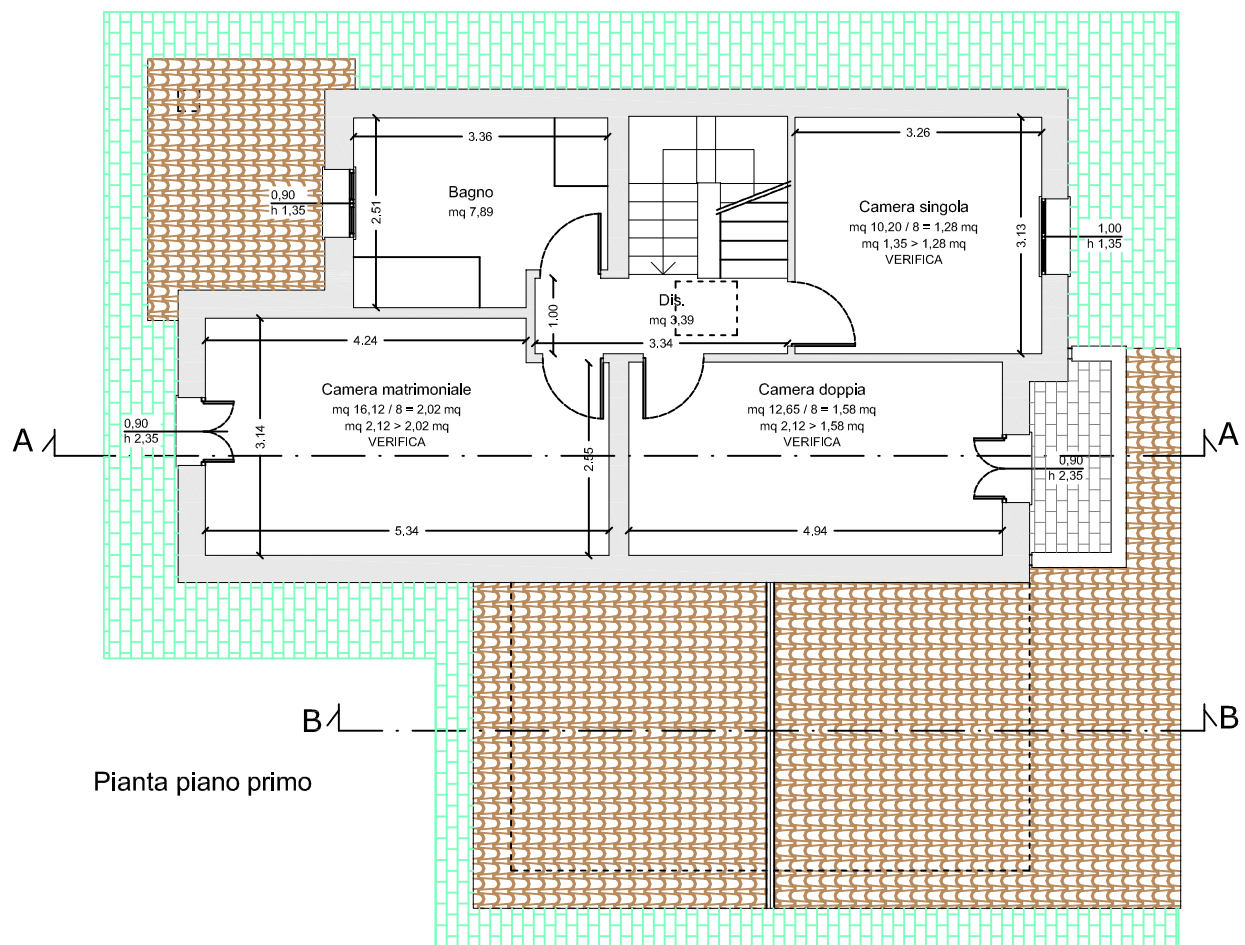 3.36
3.26
Bagno
mq 7,89
0,90
h 1,35
2.51
Camera singola
mq 10,20 / 8 = 1,28 mq
mq 1,35 > 1,28 mq
VERIFICA
3.13
1,00
h 1,35
Dis.
mq 3,39
1.00
3.34
4.24
Camera matrimoniale
mq 16,12 / 8 = 2,02 mq
mq 2,12 > 2,02 mq
VERIFICA
Camera doppia
mq 12,65 / 8 = 1,58 mq
mq 2,12 > 1,58 mq
VERIFICA
0,90
h 2,35
3.14
2.55
0,90
h 2,35
A
A
5,34
4,94
B
B
Pianta piano primo